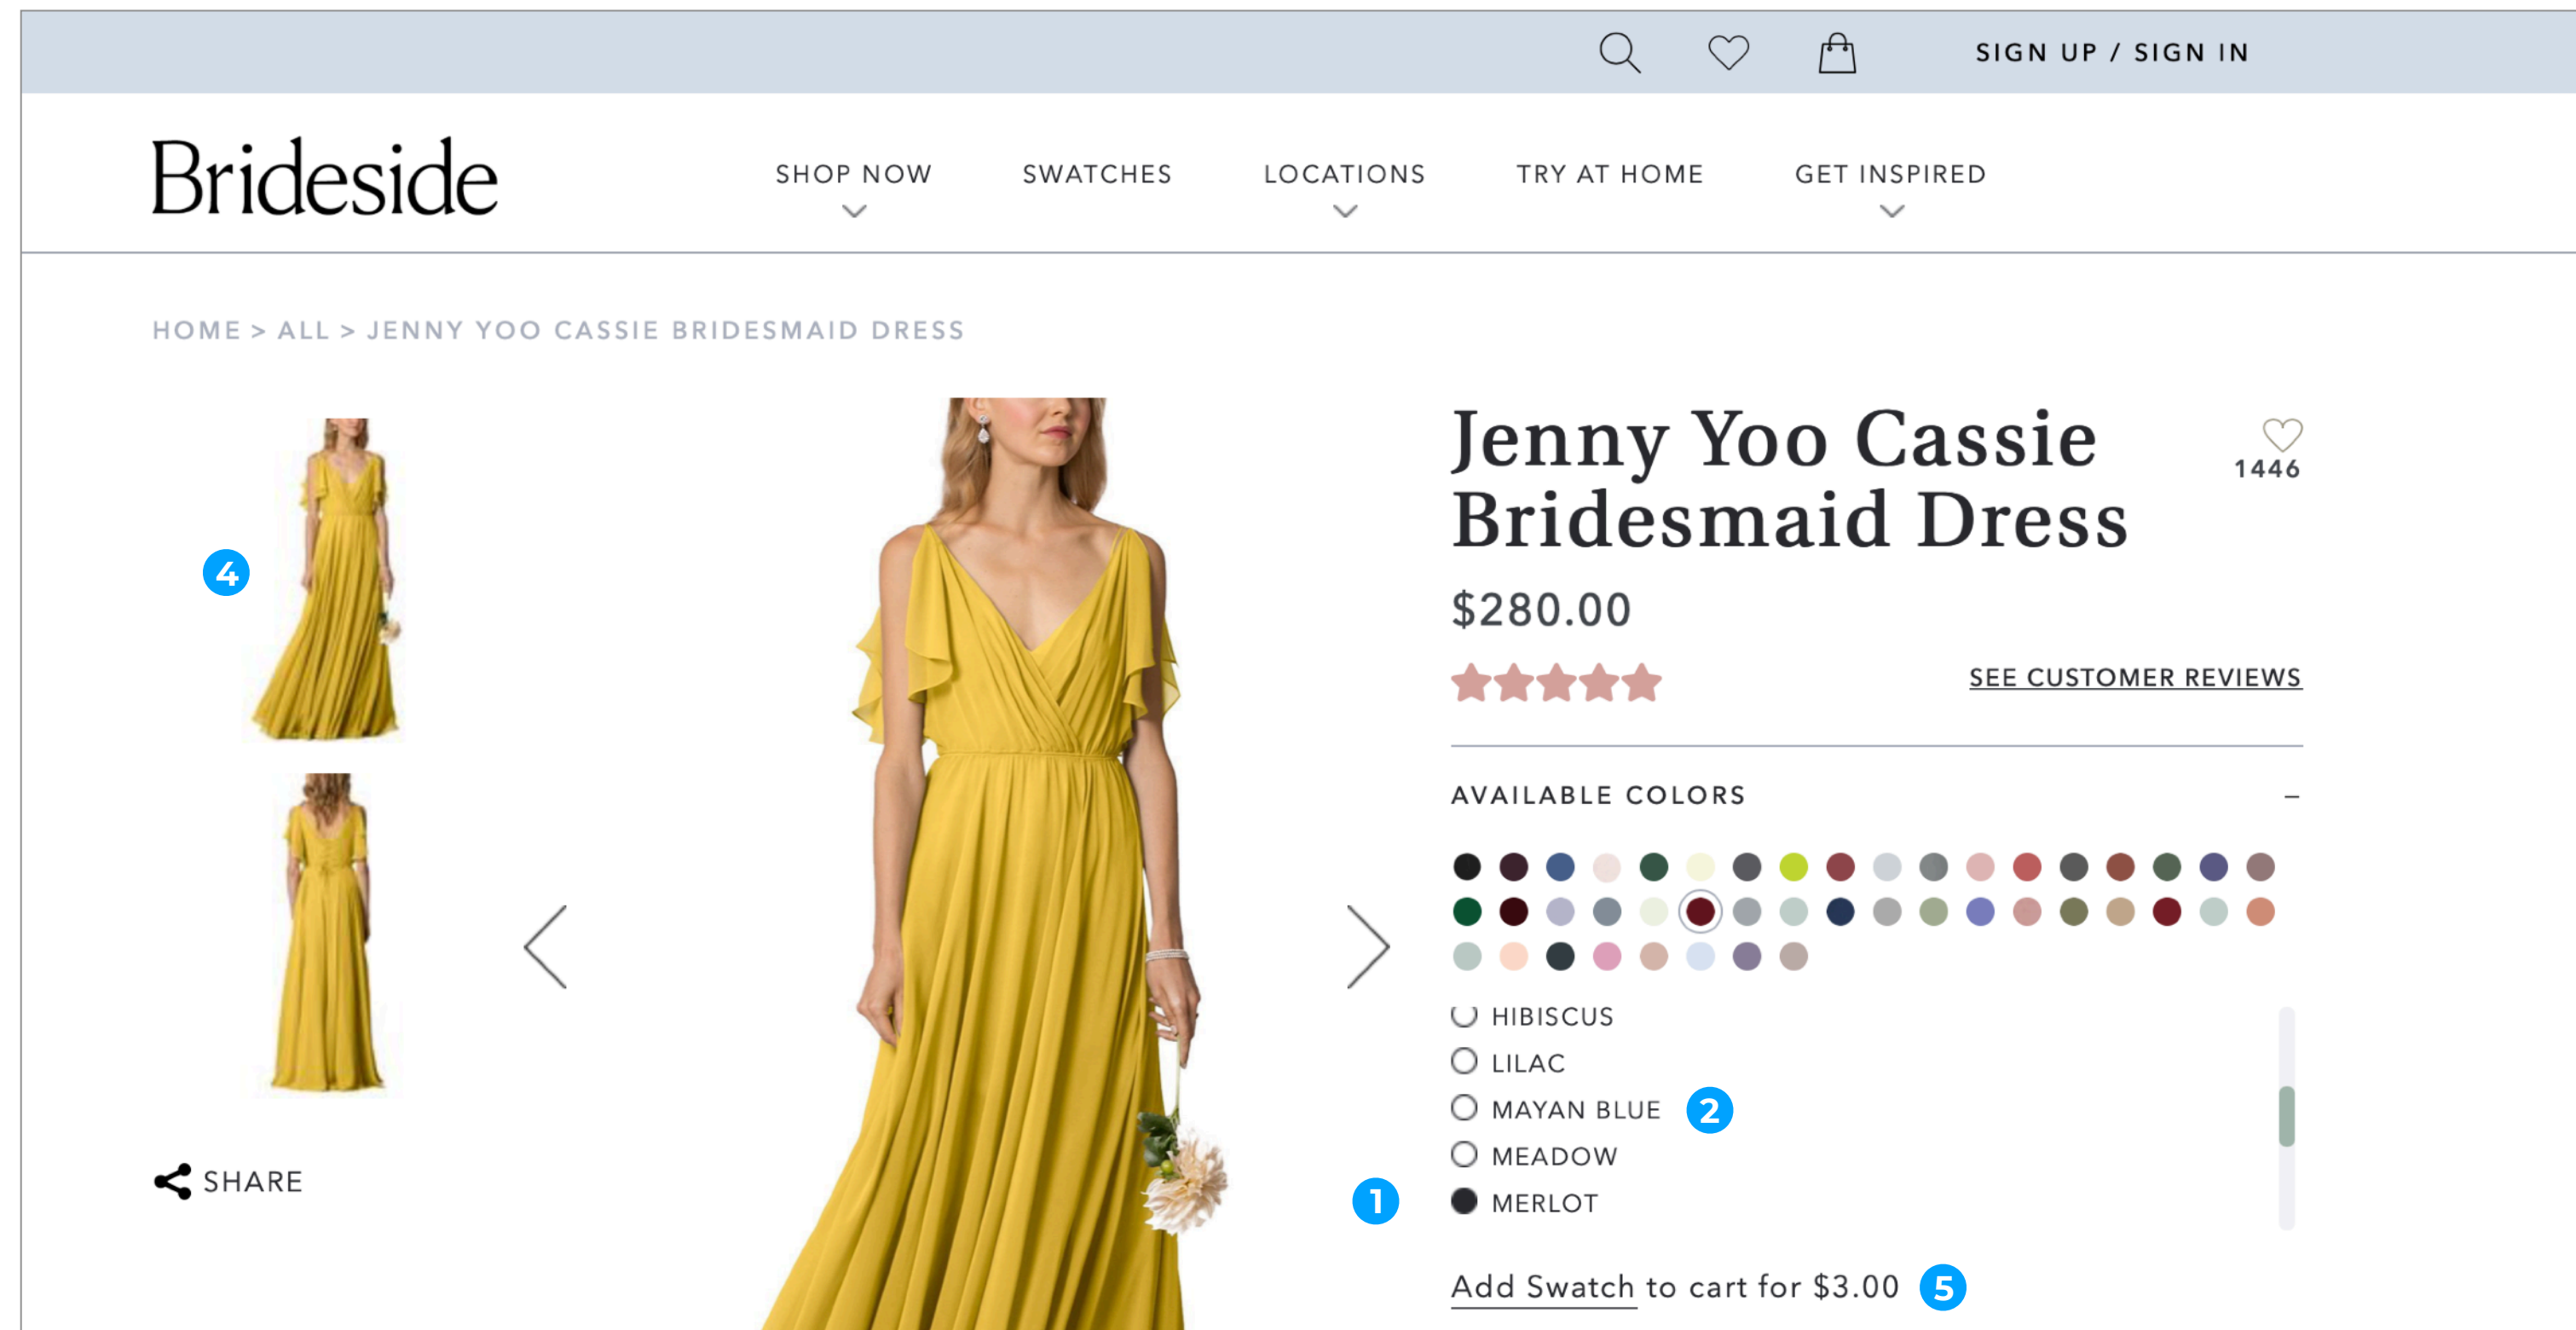 SIGN UP / SIGN IN
Brideside
SHOP NOW
SWATCHES
LOCATIONS
TRY AT HOME
GET INSPIRED
HOME > ALL > JENNY YOO CASSIE BRIDESMAID DRESS
Jenny Yoo Cassie
Bridesmaid Dress
1446
$280.00
SEE CUSTOMER REVIEWS
AVAILABLE COLORS
–
HIBISCUS
LILAC
MAYAN BLUE
2
MEADOW
1
MERLOT
Add Swatch to cart for $3.00
5
4
SHARE